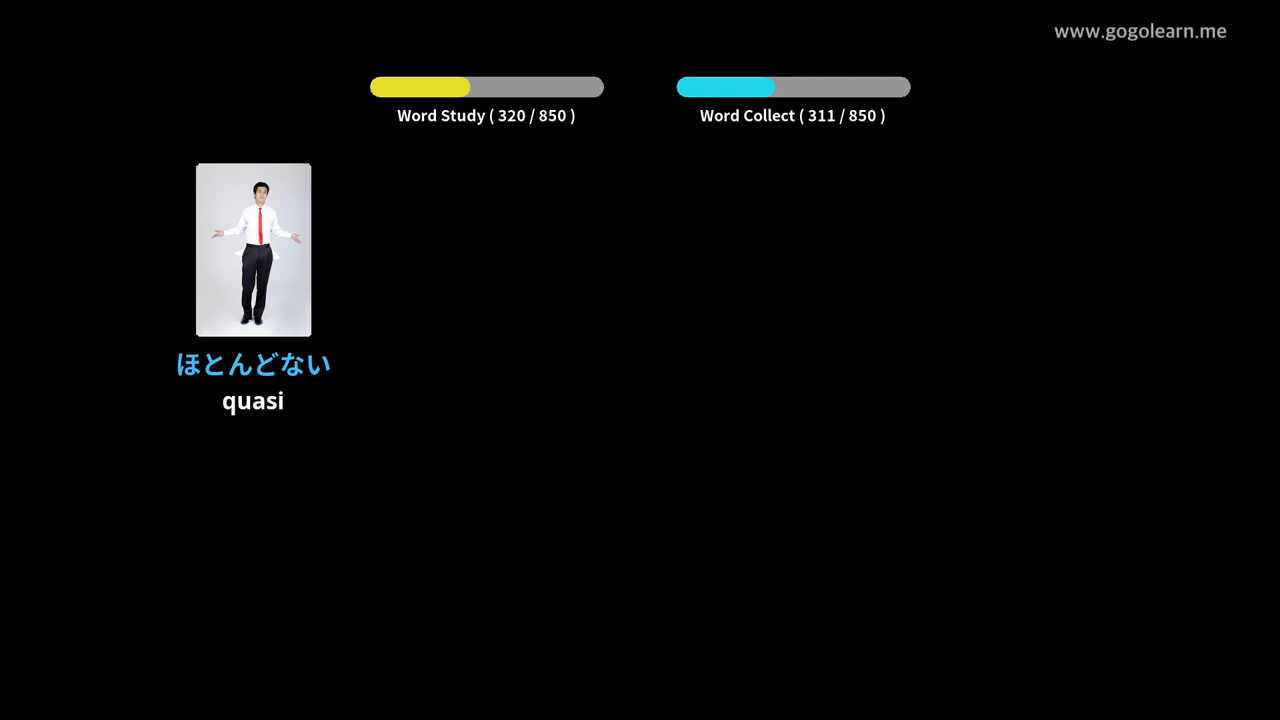 www.gogolearn.me
Word Study ( 320 / 850 )
Word Collect ( 311 / 850 )
ほとんどない
quasi